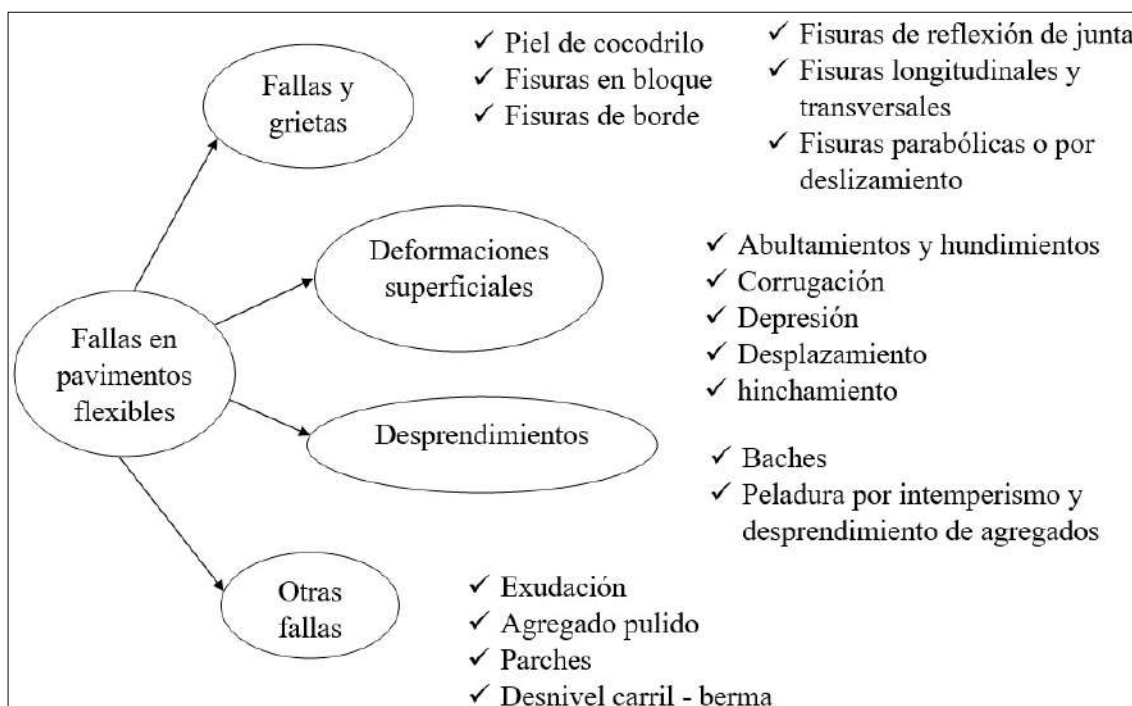 Fallas en
pavimentos
flexibles
Fallas y
grietas
✓ Piel de cocodrilo
✓ Fisuras en bloque
✓ Fisuras de borde
✓ Fisuras de reflexión de junta
✓ Fisuras longitudinales y
transversales
✓ Fisuras parabólicas o por
deslizamiento
Deformaciones
superficiales
✓ Abultamientos y hundimientos
✓ Corrugación
✓ Depresión
✓ Desplazamiento
✓ hinchamiento
Desprendimientos
✓ Baches
✓ Peladura por intemperismo y
desprendimiento de agregados
Otras
fallas
✓ Exudación
✓ Agregado pulido
✓ Parches
✓ Desnivel carril - berma